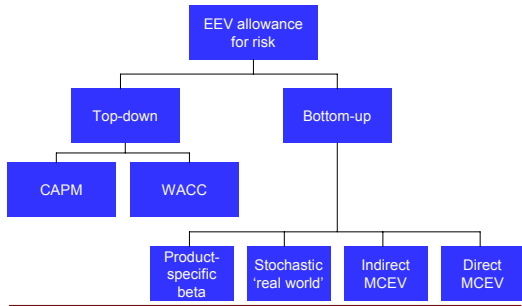 EEV allowance
for risk
Top-down
Bottom-up
CAPM
WACC
Product-
specific
beta
Stochastic
‘real world’
Indirect
MCEV
Direct
MCEV